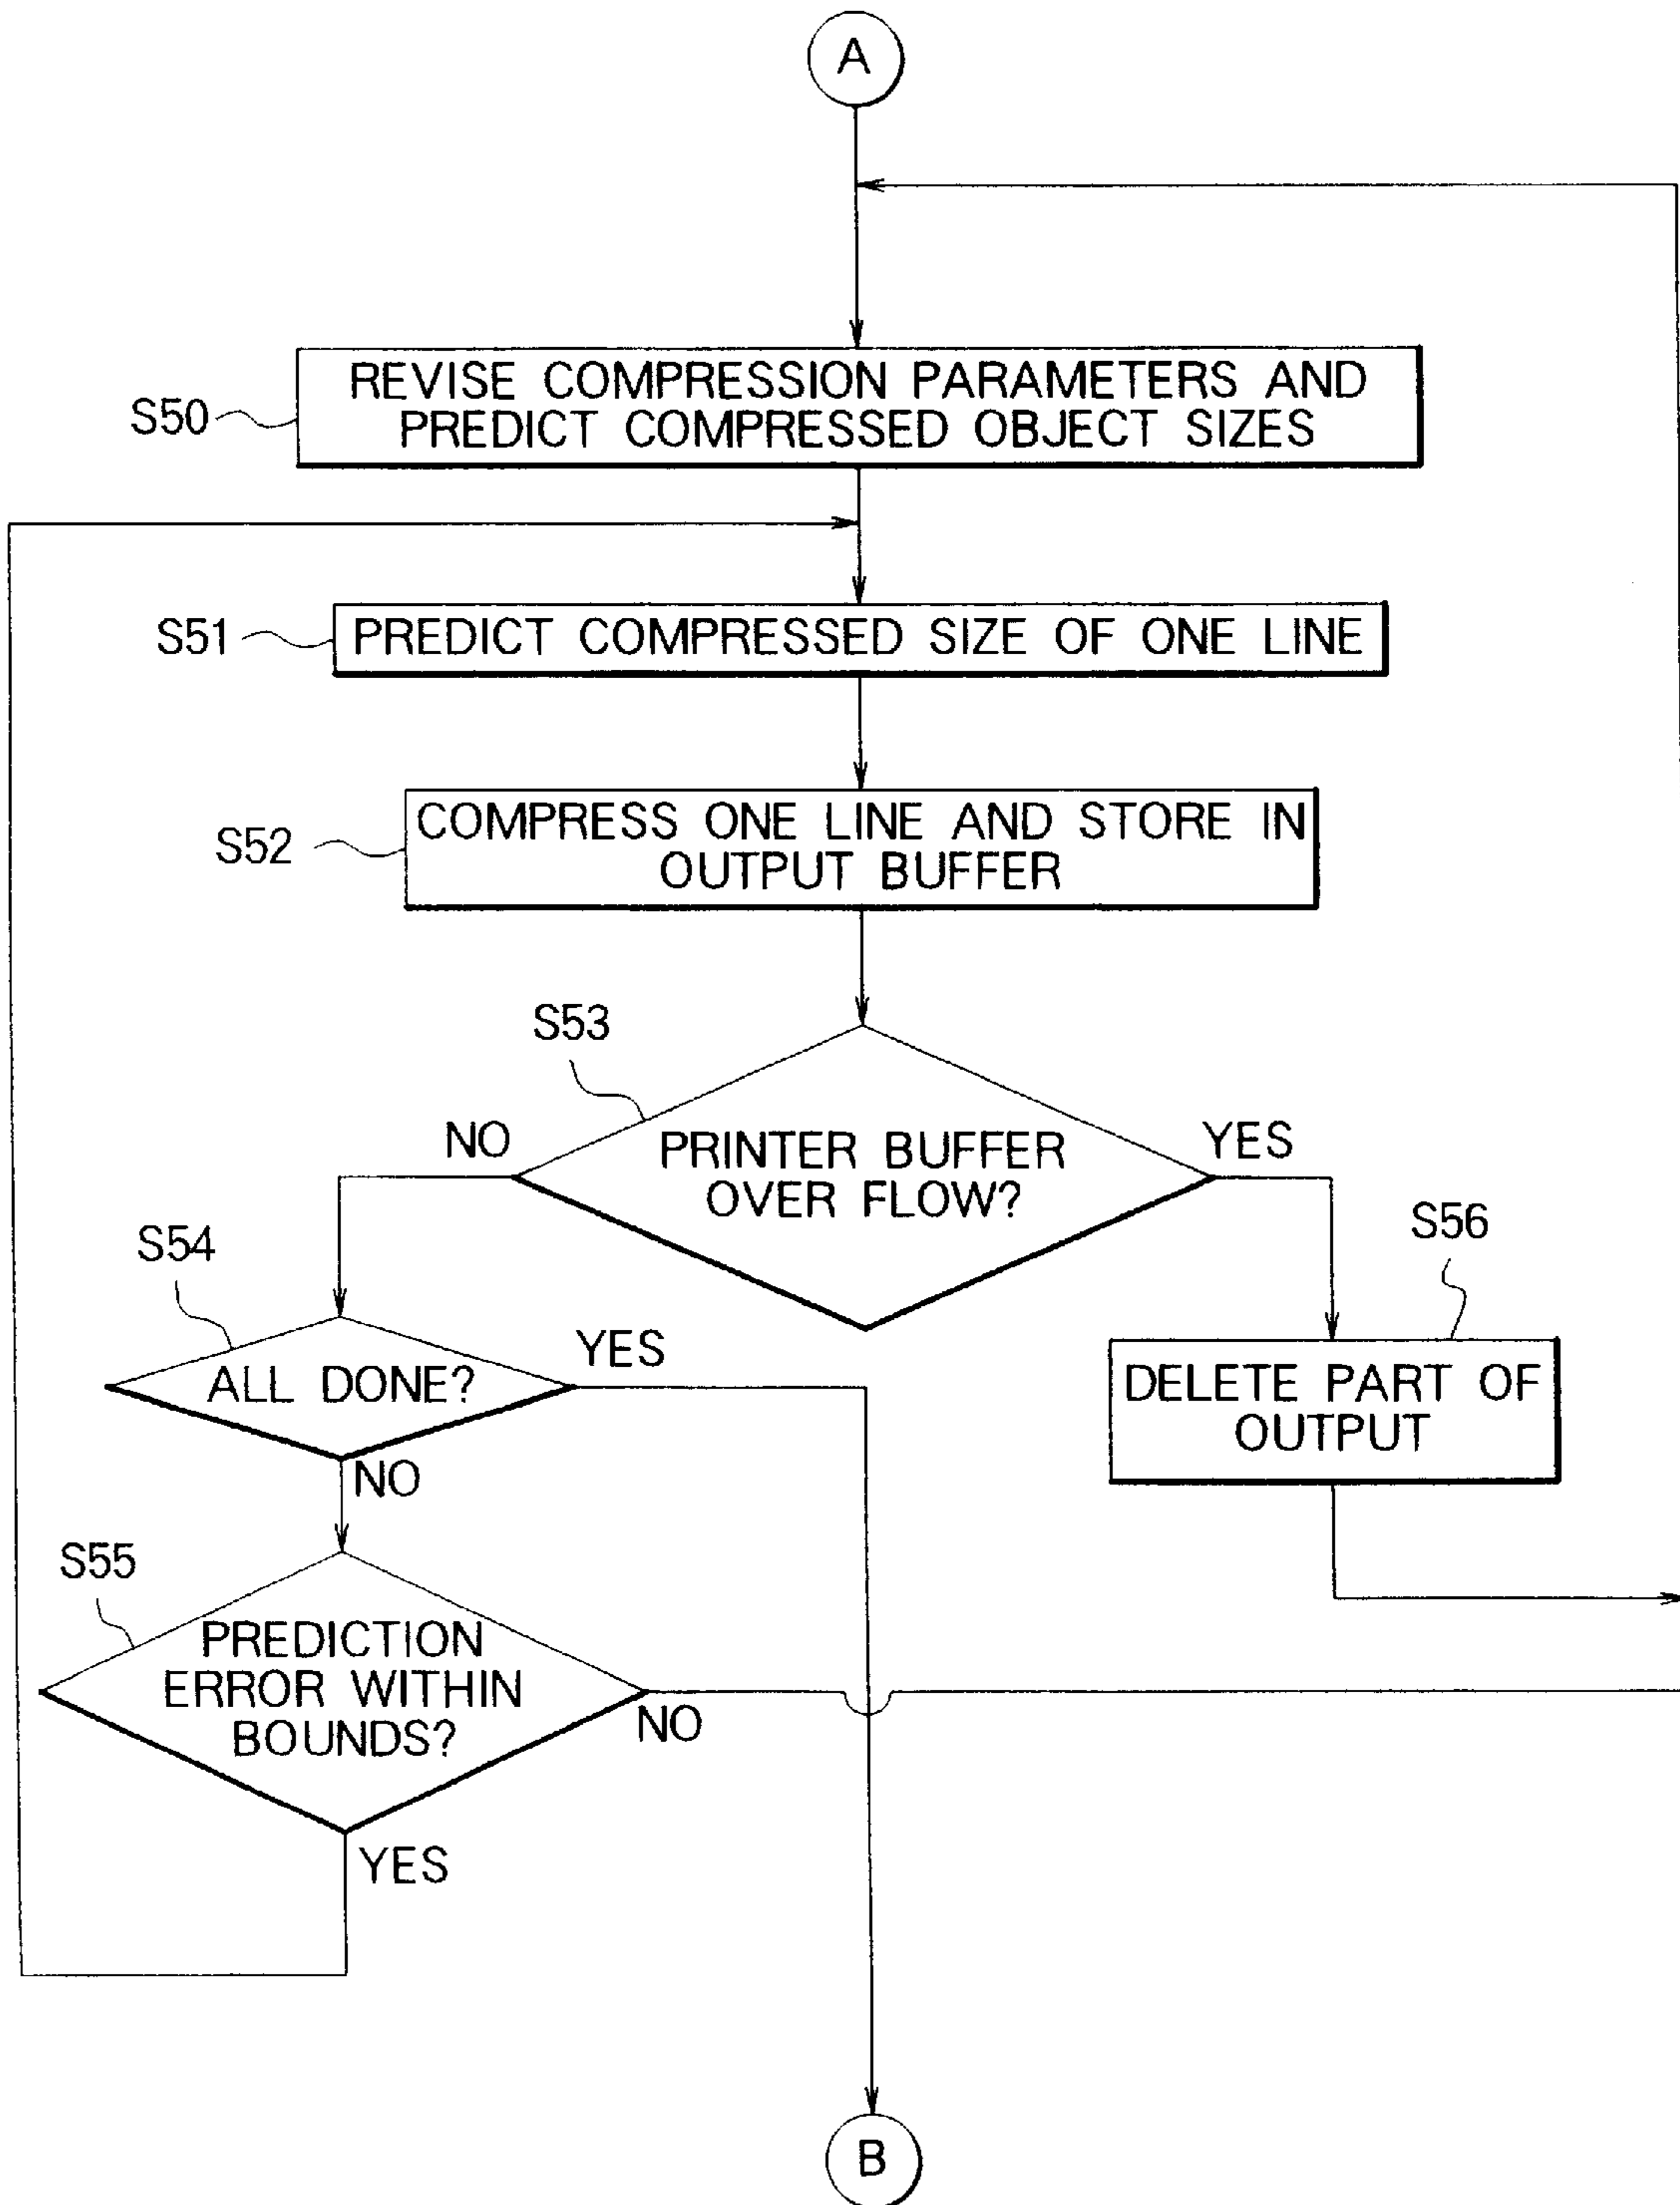 A
S50
REVISE COMPRESSION PARAMETERS AND
PREDICT COMPRESSED OBJECT SIZES
S51
PREDICT COMPRESSED SIZE OF ONE LINE
S52
COMPRESS ONE LINE AND STORE IN
OUTPUT BUFFER
S53
NO
PRINTER BUFFER
OVER FLOW?
YES
S54
ALL DONE?
YES
NO
S56
DELETE PART OF
OUTPUT
S55
PREDICTION
ERROR WITHIN
BOUNDS?
NO
YES
B